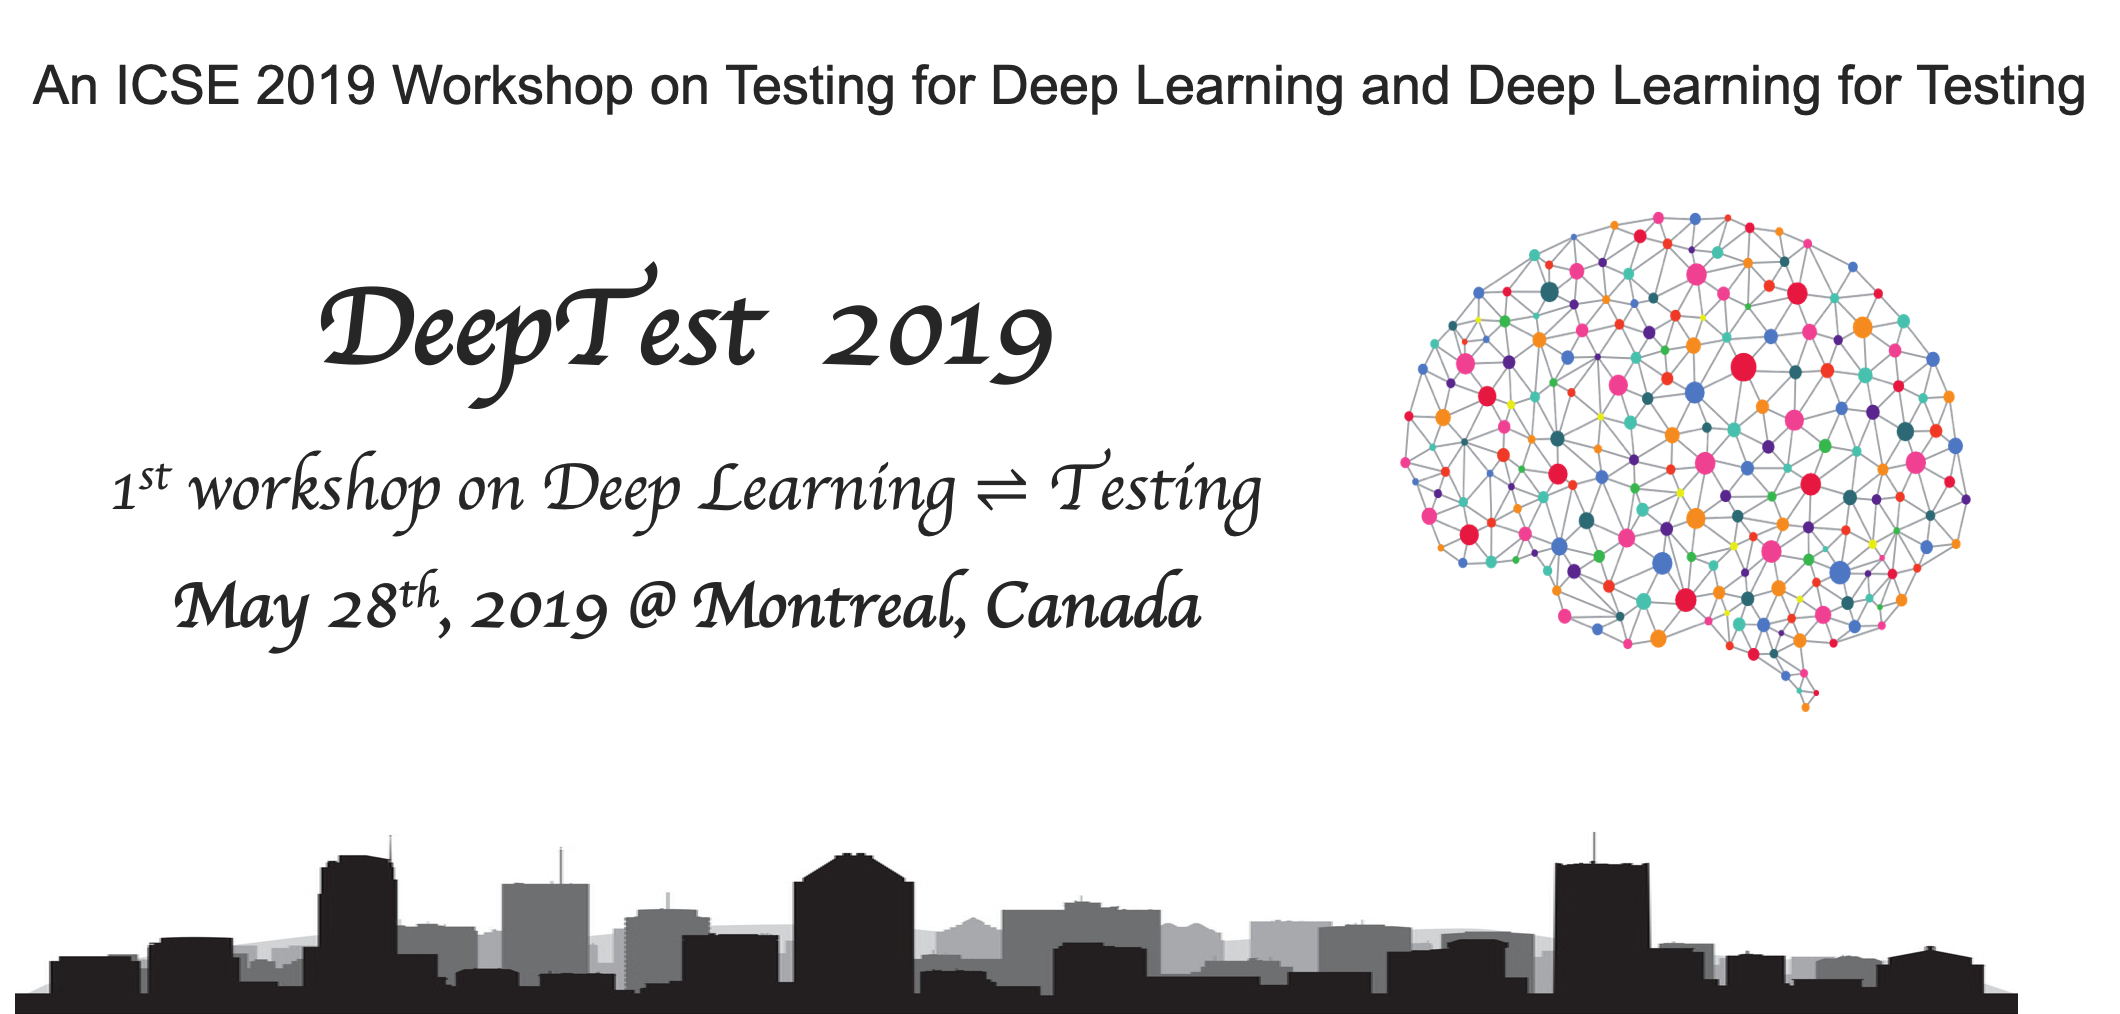 An ICSE 2019 Workshop on Testing for Deep Learning and Deep Learning for Testing
DeepTest 2019
1st workshop on Deep Learning ⇌ Testing
May 28th, 2019 @ Montreal, Canada